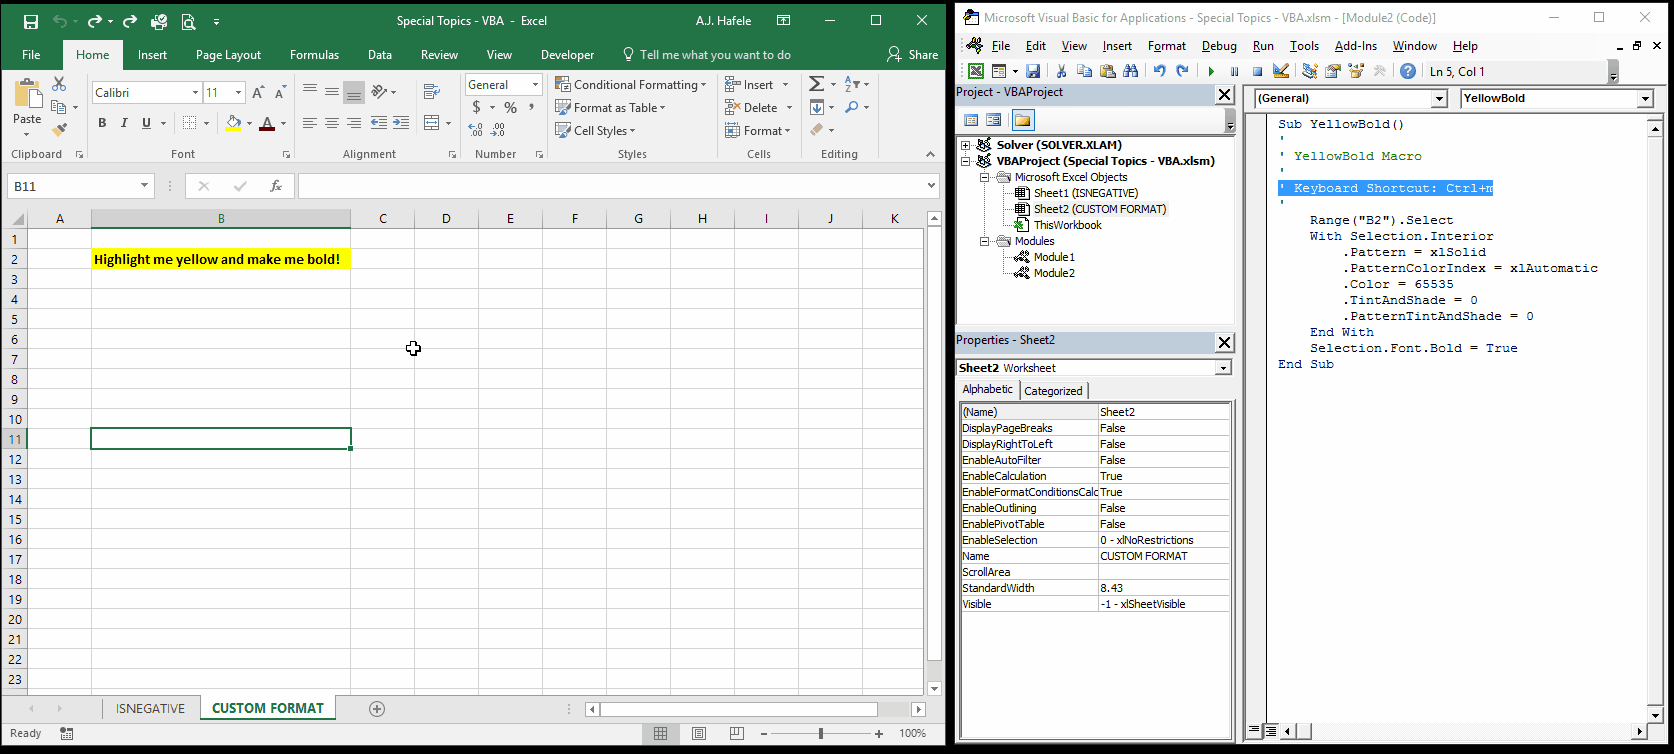 Special Topics - VBA - Excel
A.J. Hafele
File Home Insert Page Layout Formulas Data Review View Developer Tell me what you want to do Share
Paste
Calibri 11
B I U
A A
A
General
$ % ,
Conditional Formatting
Format as Table
Cell Styles
Insert
Delete
Format
Clipboard Font Alignment Number Styles Cells Editing
B11
fx
A B C D E F G H I J K
1
2 Highlight me yellow and make me bold!
3
4
5
6
7
8
9
10
11
12
13
14
15
16
17
18
19
20
21
22
23
ISNEGATIVE CUSTOM FORMAT
Ready
100%
Microsoft Visual Basic for Applications - Special Topics - VBA.xlsm - [Module2 (Code)]
File Edit View Insert Format Debug Run Tools Add-Ins Window Help
Ln 5, Col 1
Project - VBAProject
Solver (SOLVER.XLAM)
VBAProject (Special Topics - VBA.xlsm)
Microsoft Excel Objects
Sheet1 (ISNEGATIVE)
Sheet2 (CUSTOM FORMAT)
ThisWorkbook
Modules
Module1
Module2
Properties - Sheet2
Sheet2 Worksheet
Alphabetic Categorized
(Name) Sheet2
DisplayPageBreaks False
DisplayRightToLeft False
EnableAutoFilter False
EnableCalculation True
EnableFormatConditionsCalc True
EnableOutlining False
EnablePivotTable False
EnableSelection 0 - xlNoRestrictions
Name CUSTOM FORMAT
ScrollArea
StandardWidth 8.43
Visible -1 - xlSheetVisible
(General) YellowBold
Sub YellowBold()
'
' YellowBold Macro
'
' Keyboard Shortcut: Ctrl+m
'
Range("B2").Select
With Selection.Interior
.Pattern = xlSolid
.PatternColorIndex = xlAutomatic
.Color = 65535
.TintAndShade = 0
.PatternTintAndShade = 0
End With
Selection.Font.Bold = True
End Sub